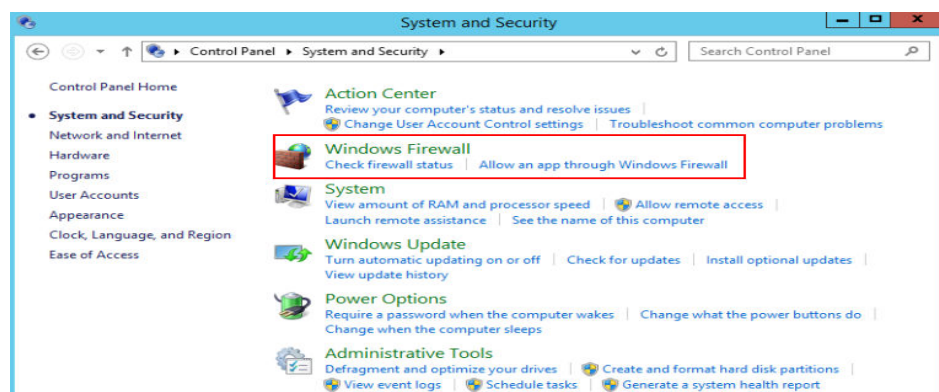 System and Security
Control Panel System and Security
Search Control Panel
Control Panel Home
System and Security
Network and Internet
Hardware
Programs
User Accounts
Appearance
Clock, Language, and Region
Ease of Access
Action Center
Review your computer's status and resolve issues
Change User Account Control settings Troubleshoot common computer problems
Windows Firewall
Check firewall status Allow an app through Windows Firewall
System
View amount of RAM and processor speed Allow remote access
Launch remote assistance See the name of this computer
Windows Update
Turn automatic updating on or off Check for updates Install optional updates
View update history
Power Options
Require a password when the computer wakes Change what the power buttons do
Change when the computer sleeps
Administrative Tools
Defragment and optimize your drives Create and format hard disk partitions
View event logs Schedule tasks Generate a system health report